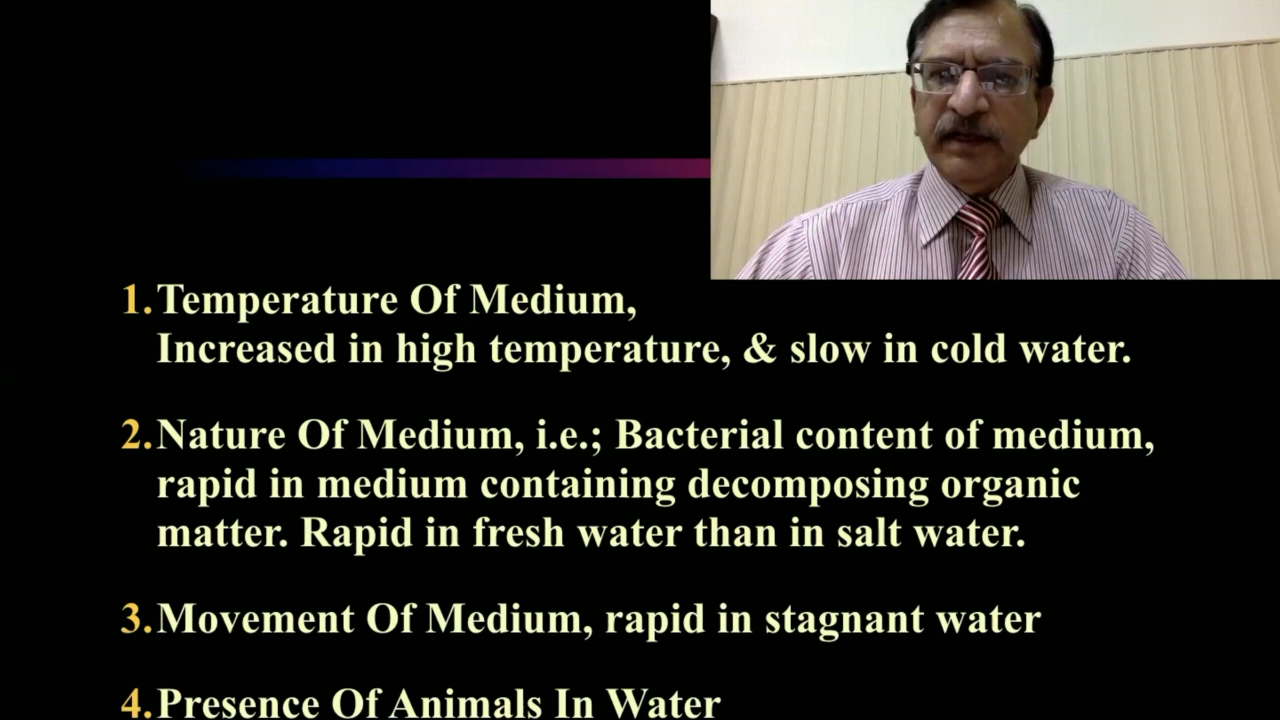 1. Temperature Of Medium,
Increased in high temperature, & slow in cold water.
2. Nature Of Medium, i.e.; Bacterial content of medium,
rapid in medium containing decomposing organic
matter. Rapid in fresh water than in salt water.
3. Movement Of Medium, rapid in stagnant water
4. Presence Of Animals In Water